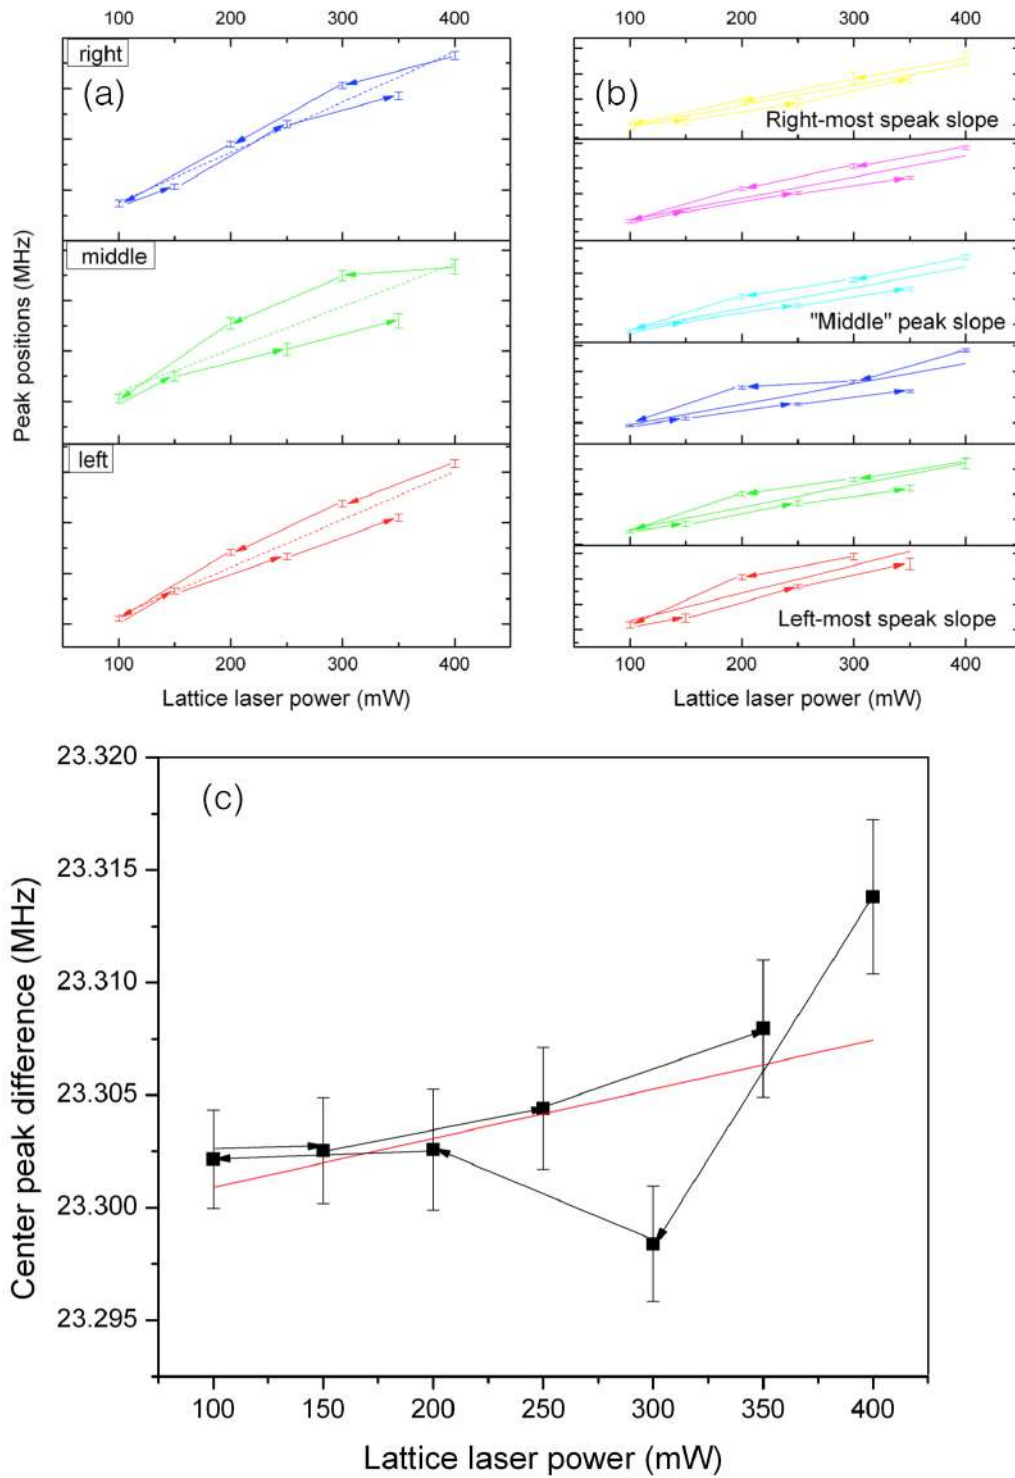 100 200 300 400 100 200 300 400
right
(a)
(b)
Right-most speak slope
middle
"Middle" peak slope
left
Left-most speak slope
Peak positions (MHz)
100 200 300 400 100 200 300 400
Lattice laser power (mW) Lattice laser power (mW)
23.320
(c)
23.315
23.310
23.305
23.300
23.295
Center peak difference (MHz)
100 150 200 250 300 350 400
Lattice laser power (mW)